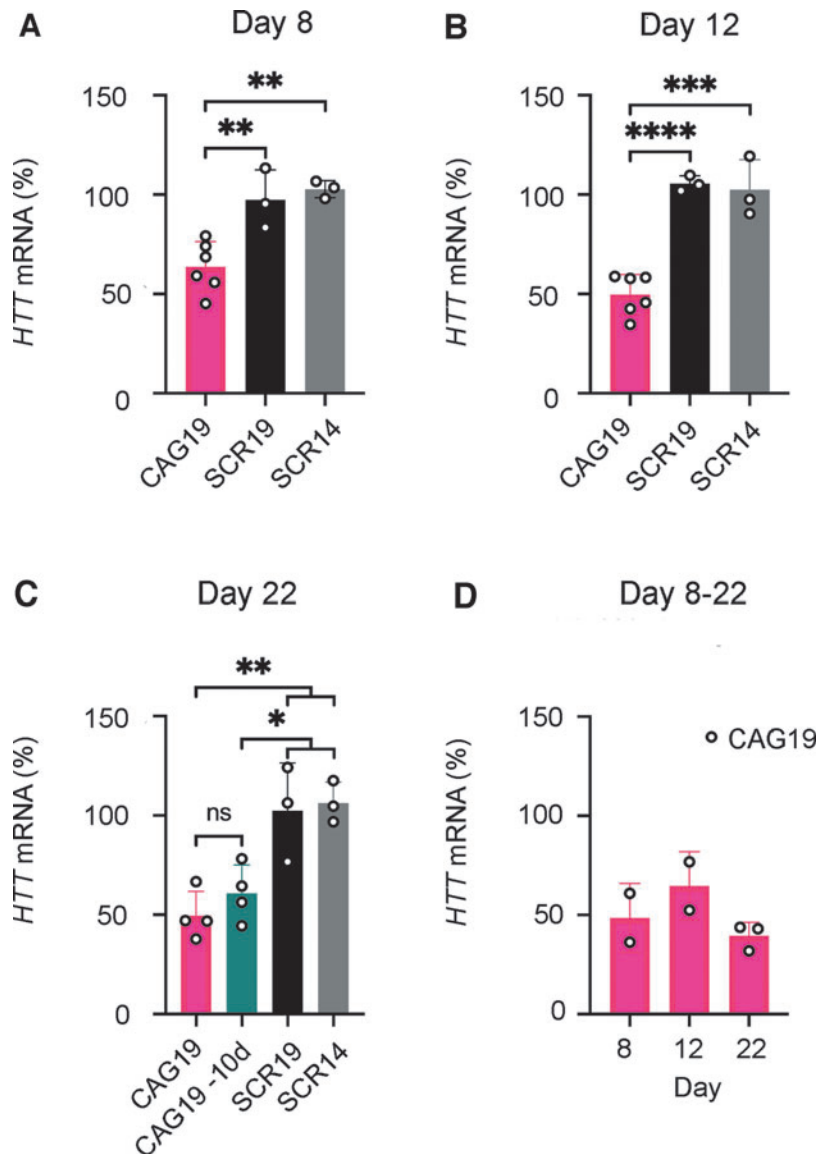 A
Day 8
**
**
150
100
50
0
HTT mRNA (%)
CAG19
SCR19
SCR14
B
Day 12
***
****
150
100
50
0
HTT mRNA (%)
CAG19
SCR19
SCR14
C
Day 22
**
*
ns
150
100
50
0
HTT mRNA (%)
CAG19
CAG19 -10d
SCR19
SCR14
D
Day 8-22
CAG19
150
100
50
0
HTT mRNA (%)
8 12 22
Day